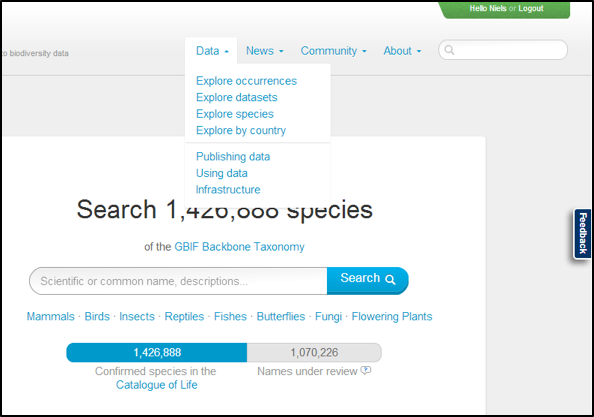 Hello Niels or Logout
to biodiversity data
Data News Community About
Explore occurrences
Explore datasets
Explore species
Explore by country
Publishing data
Using data
Infrastructure
Search 1,426,888 species
of the GBIF Backbone Taxonomy
Scientific or common name, descriptions... Search
Mammals · Birds · Insects · Reptiles · Fishes · Butterflies · Fungi · Flowering Plants
1,426,888 1,070,226
Confirmed species in the Names under review ?
Catalogue of Life
Feedback